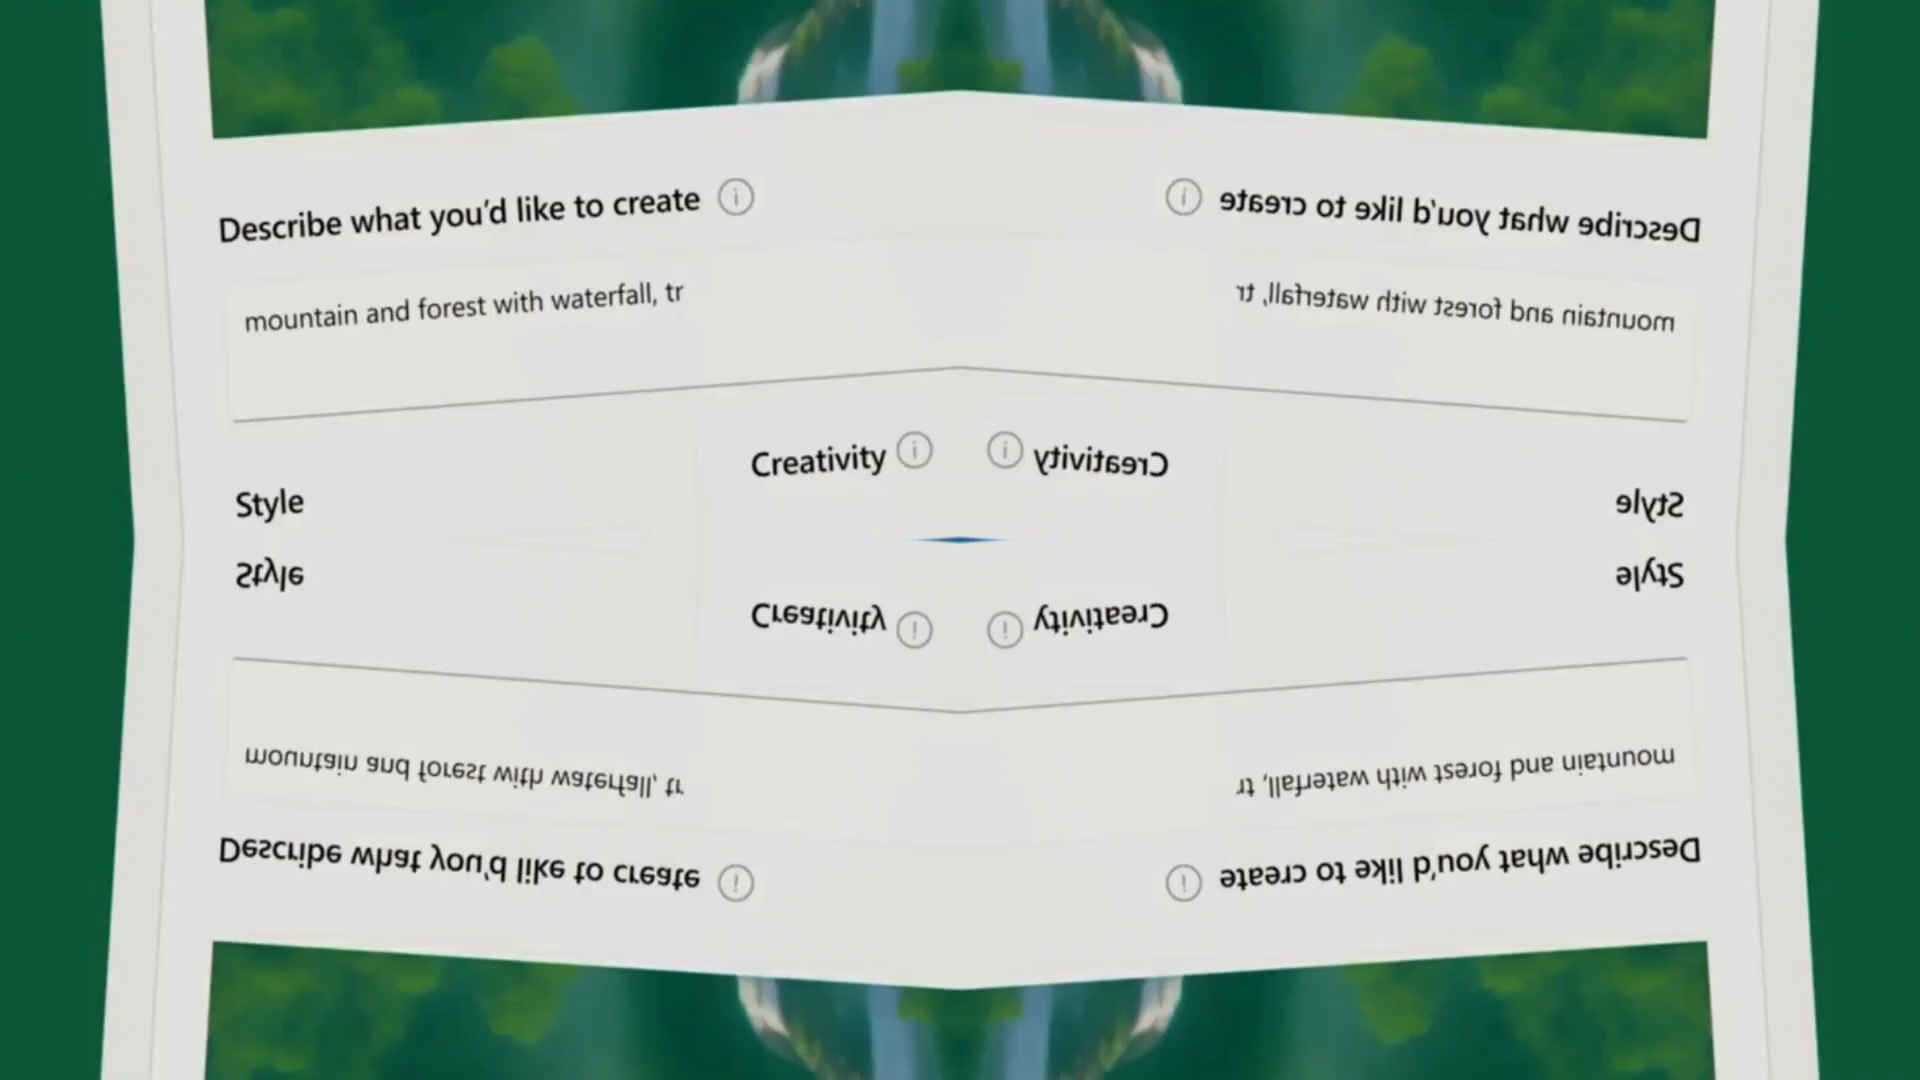 Describe what you'd like to create
Describe what you'd like to create
mountain and forest with waterfall, tr
mountain and forest with waterfall, tr
Creativity
Creativity
Style
Style
Style
Style
Creativity
Creativity
mountain and forest with waterfall, tr
mountain and forest with waterfall, tr
Describe what you'd like to create
Describe what you'd like to create